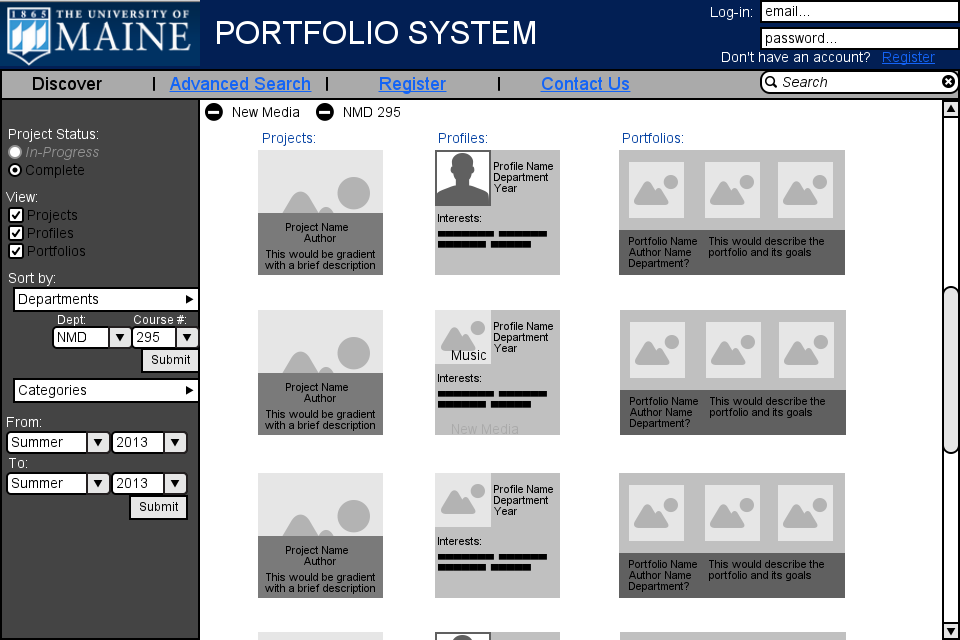 1865 THE UNIVERSITY OF
MAINE
PORTFOLIO SYSTEM
Log-in: email...
password...
Don't have an account? Register
Discover | Advanced Search | Register | Contact Us
Search
New Media NMD 295
Project Status:
In-Progress
Complete
View:
Projects
Profiles
Portfolios
Sort by:
Departments
Dept: Course #:
NMD 295
Submit
Categories
From:
Summer 2013
To:
Summer 2013
Submit
Projects: Profiles: Portfolios:
Project Name
Author
This would be gradient
with a brief description
Profile Name
Department
Year
Interests:
Portfolio Name
Author Name
Department?
This would describe the
portfolio and its goals
Project Name
Author
This would be gradient
with a brief description
Profile Name
Department
Year
Music
Interests:
New Media
Portfolio Name
Author Name
Department?
This would describe the
portfolio and its goals
Project Name
Author
This would be gradient
with a brief description
Profile Name
Department
Year
Interests:
Portfolio Name
Author Name
Department?
This would describe the
portfolio and its goals